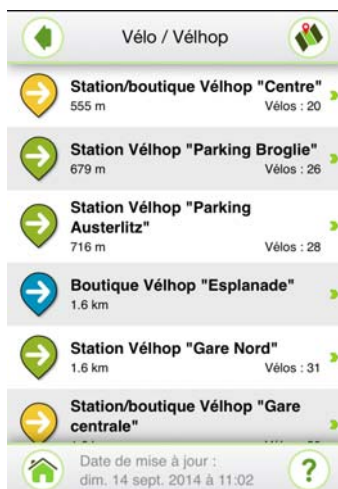 Vélo / Vélhop
Station/boutique Vélhop "Centre"
555 m Vélos : 20
Station Vélhop "Parking Broglie"
679 m Vélos : 26
Station Vélhop "Parking
Austerlitz"
716 m Vélos : 28
Boutique Vélhop "Esplanade"
1.6 km
Station Vélhop "Gare Nord"
1.6 km Vélos : 31
Station/boutique Vélhop "Gare
centrale"
Date de mise à jour :
dim. 14 sept. 2014 à 11:02
?